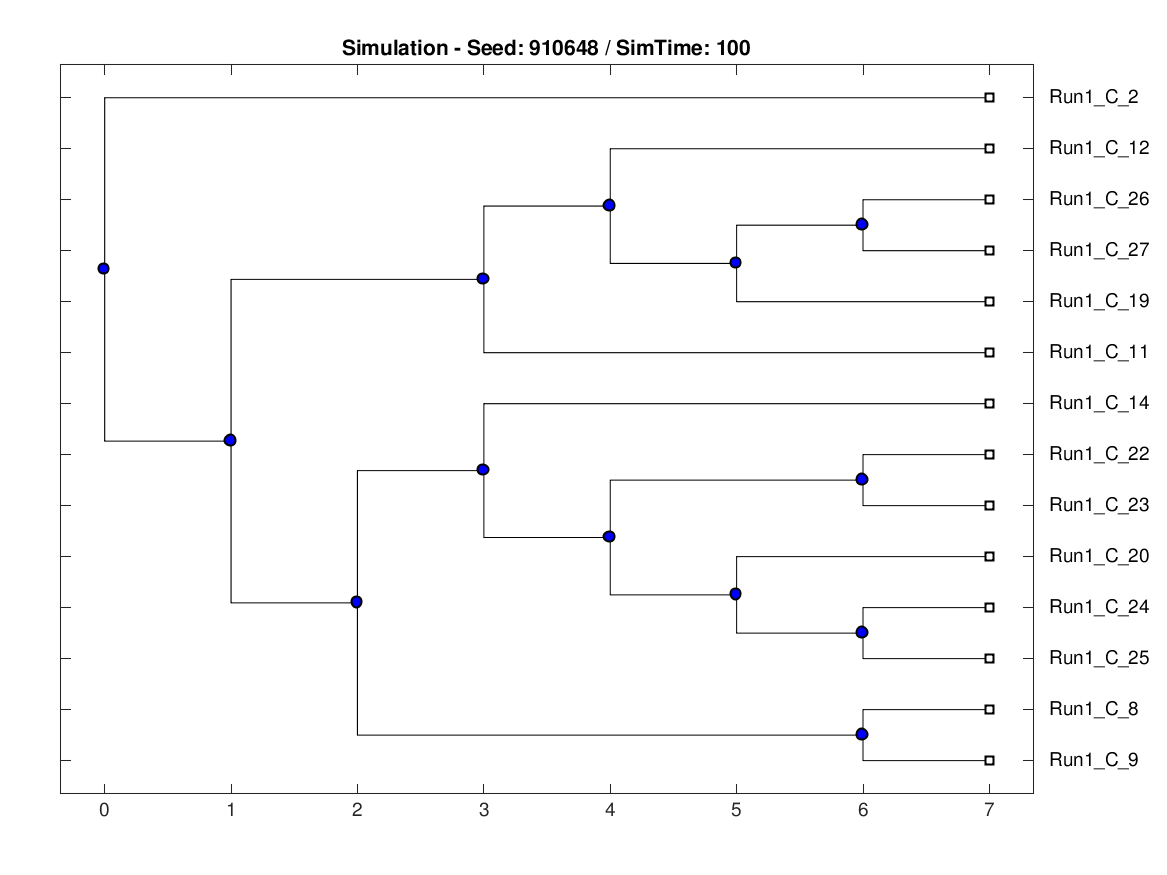 Simulation - Seed: 910648 / SimTime: 100
Run1_C_2
Run1_C_12
Run1_C_26
Run1_C_27
Run1_C_19
Run1_C_11
Run1_C_14
Run1_C_22
Run1_C_23
Run1_C_20
Run1_C_24
Run1_C_25
Run1_C_8
Run1_C_9
0 1 2 3 4 5 6 7